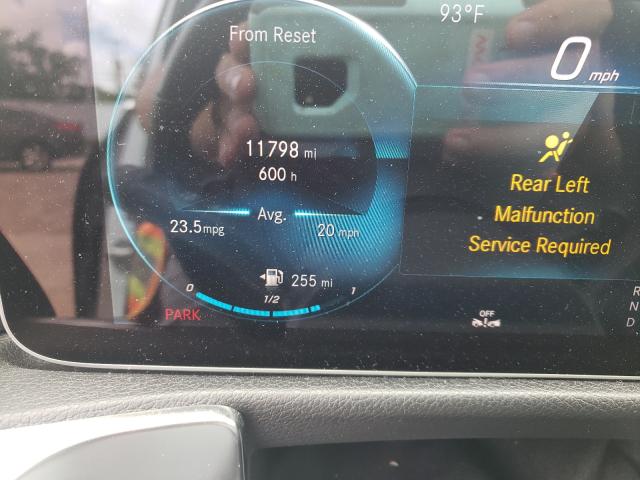 93°F
From Reset
0 mph
11798 mi
600 h
Avg.
23.5 mpg
20 mph
Rear Left
Malfunction
Service Required
255 mi
0
1/2
1
PARK
OFF
R
N
D